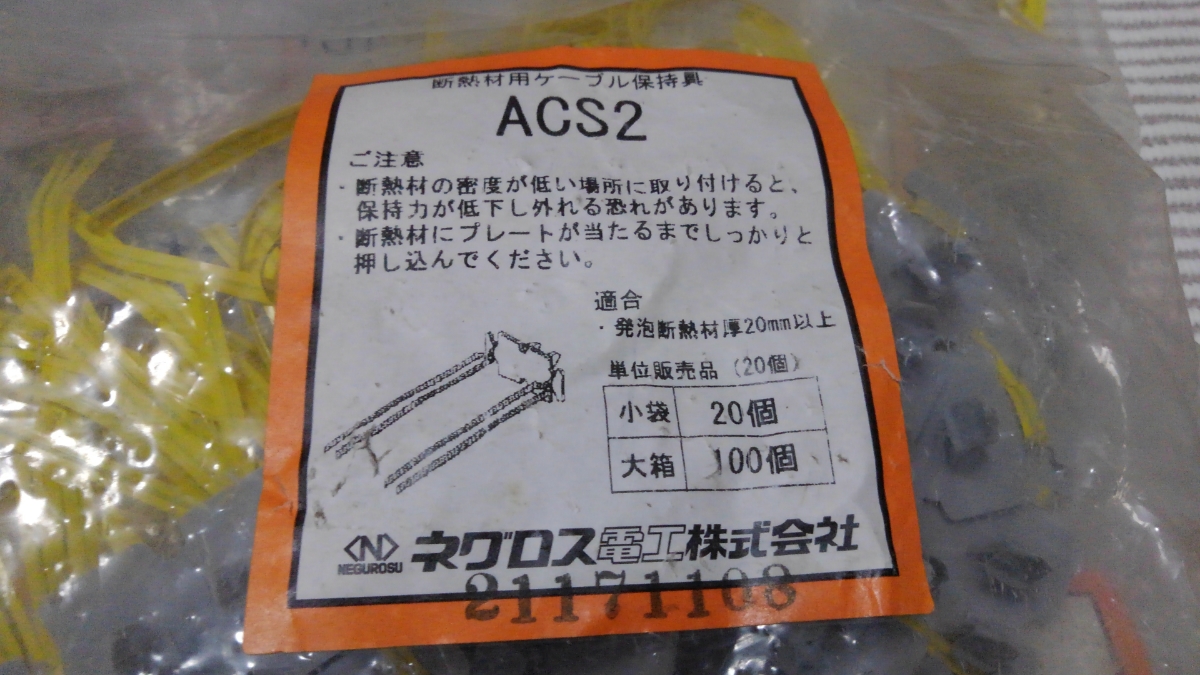 断熱材用ケーブル保持具
ACS2
ご注意
・断熱材の密度が低い場所に取り付けると、
保持力が低下し外れる恐れがあります。
・断熱材にプレートが当たるまでしっかりと
押し込んでください。
適合
・発泡断熱材厚20mm以上
単位販売品（20個）
小袋 20個
大箱 100個
NEGUROSU ネグロス電工株式会社
21171108